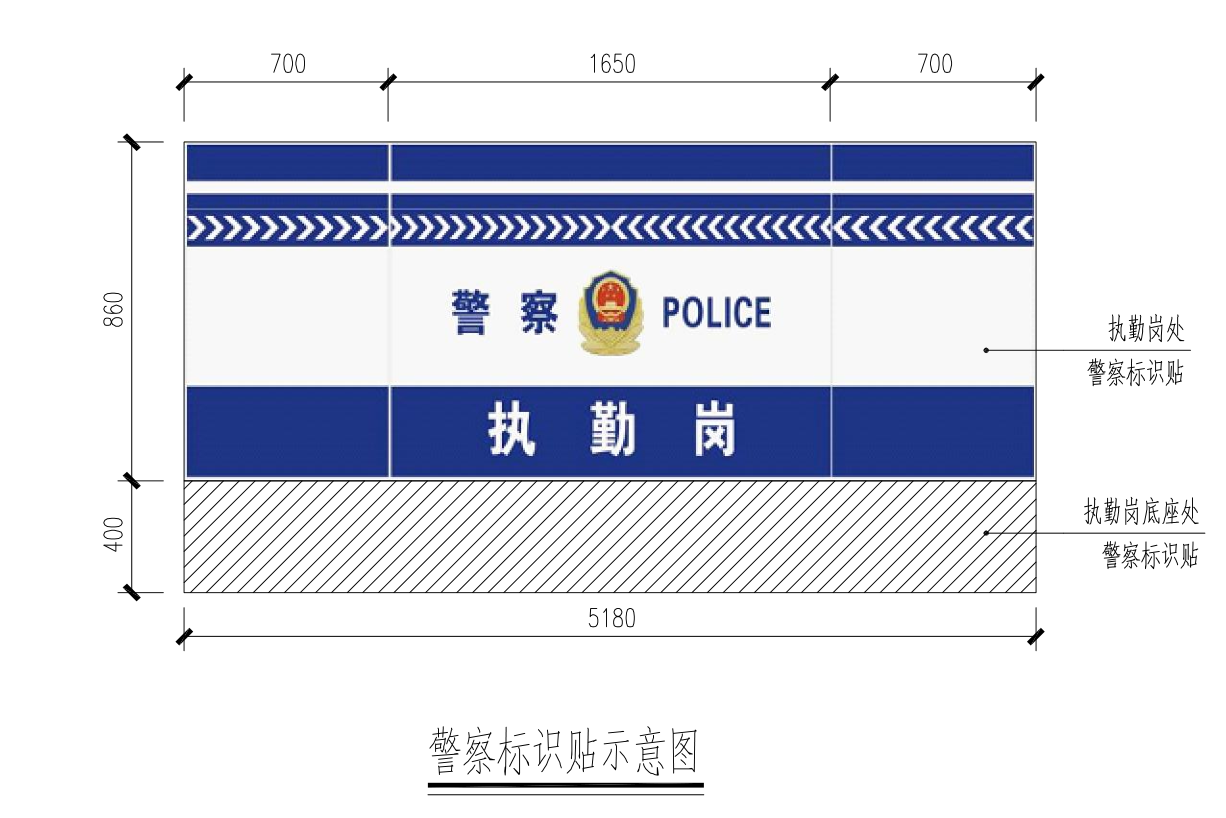 700 1650 700
860
警 察 POLICE
执勤岗处
警察标识贴
执 勤 岗
400
执勤岗底座处
警察标识贴
5180
警察标识贴示意图